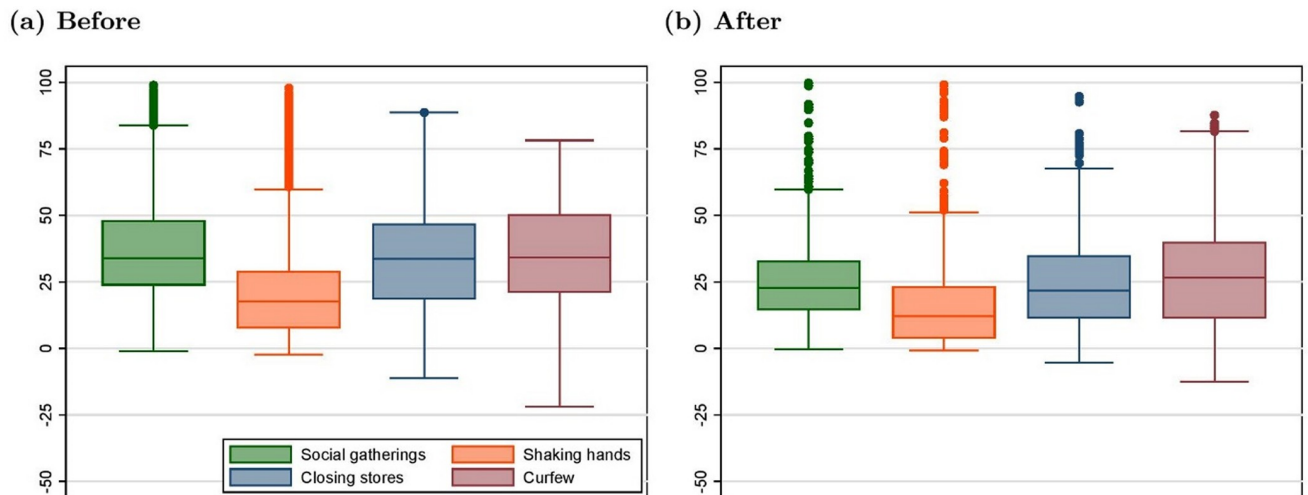 (a) Before
(b) After
100
75
50
25
0
-25
-50
Social gatherings
Shaking hands
Closing stores
Curfew
100
75
50
25
0
-25
-50